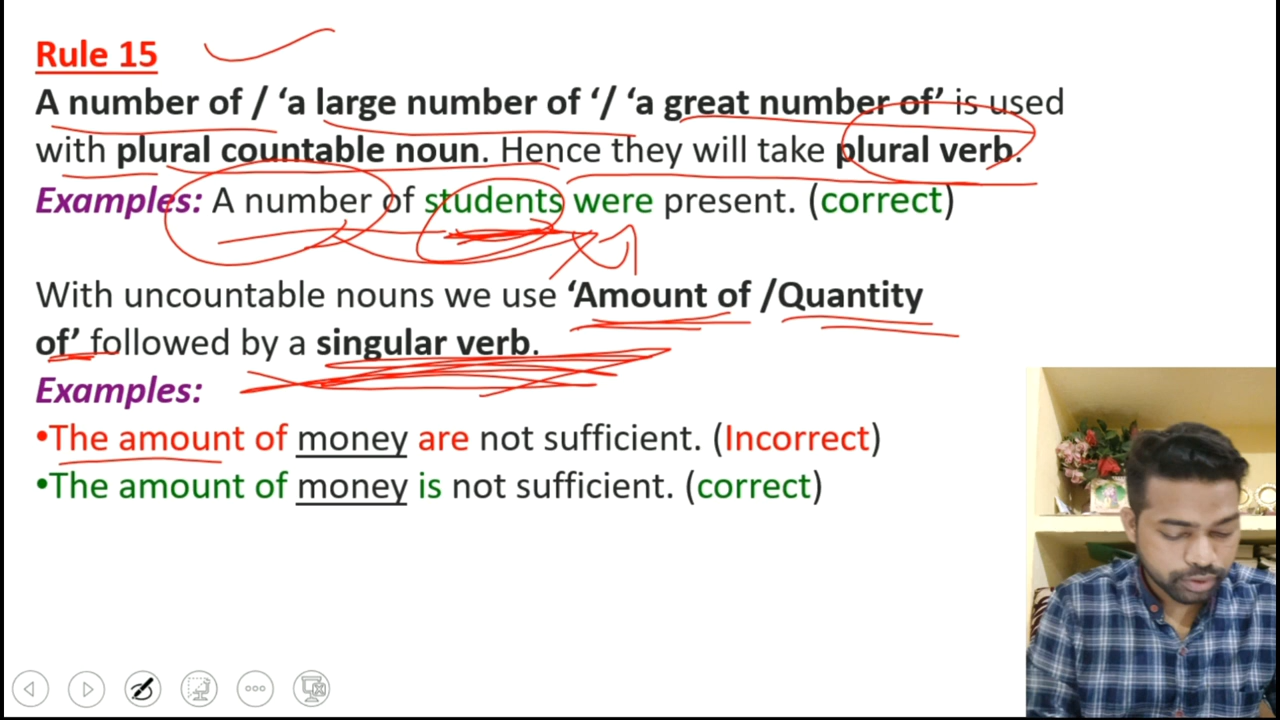 Rule 15
A number of / ‘a large number of ‘/ ‘a great number of’ is used
with plural countable noun. Hence they will take plural verb.
Examples: A number of students were present. (correct)
With uncountable nouns we use ‘Amount of /Quantity
of’ followed by a singular verb.
Examples:
•The amount of money are not sufficient. (Incorrect)
•The amount of money is not sufficient. (correct)